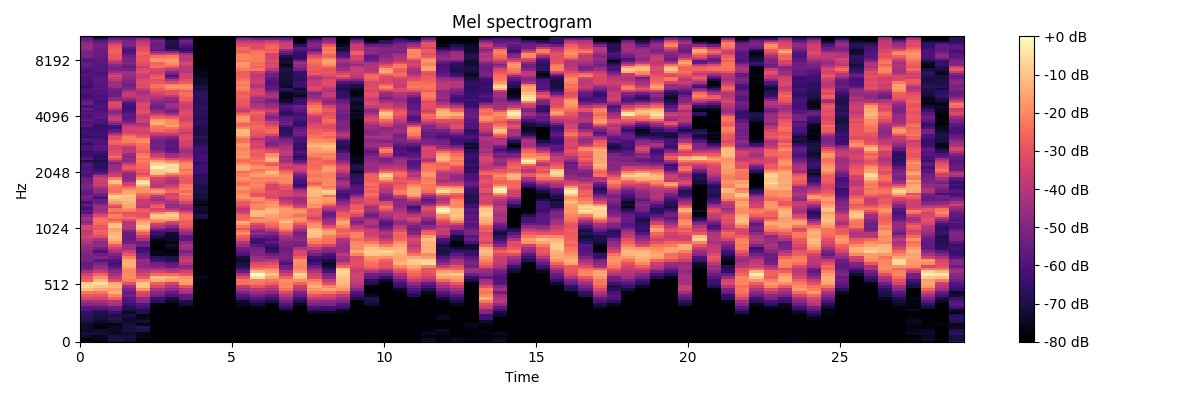 Mel spectrogram
Hz
8192
4096
2048
1024
512
0
0 5 10 15 20 25
Time
+0 dB
-10 dB
-20 dB
-30 dB
-40 dB
-50 dB
-60 dB
-70 dB
-80 dB